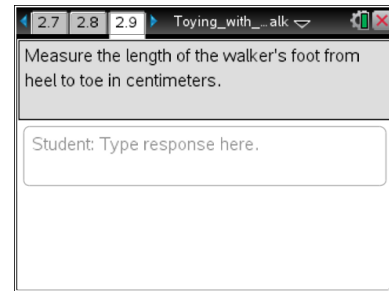 2.7 2.8 2.9 Toying_with_…alk
Measure the length of the walker's foot from
heel to toe in centimeters.
Student: Type response here.